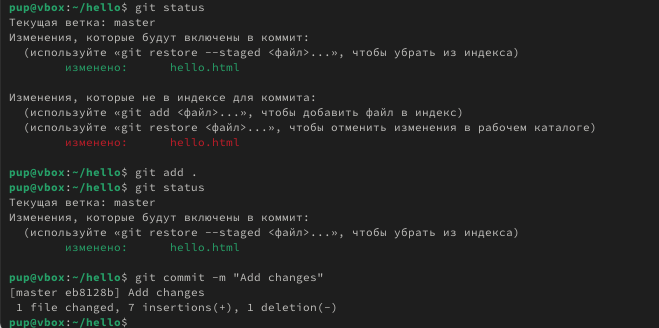 pup@vbox:~/hello$ git status
Текущая ветка: master
Изменения, которые будут включены в коммит:
  (используйте «git restore --staged <файл>...», чтобы убрать из индекса)
        изменено:      hello.html

Изменения, которые не в индексе для коммита:
  (используйте «git add <файл>...», чтобы добавить файл в индекс)
  (используйте «git restore <файл>...», чтобы отменить изменения в рабочем каталоге)
        изменено:      hello.html

pup@vbox:~/hello$ git add .
pup@vbox:~/hello$ git status
Текущая ветка: master
Изменения, которые будут включены в коммит:
  (используйте «git restore --staged <файл>...», чтобы убрать из индекса)
        изменено:      hello.html

pup@vbox:~/hello$ git commit -m "Add changes"
[master eb8128b] Add changes
 1 file changed, 7 insertions(+), 1 deletion(-)
pup@vbox:~/hello$